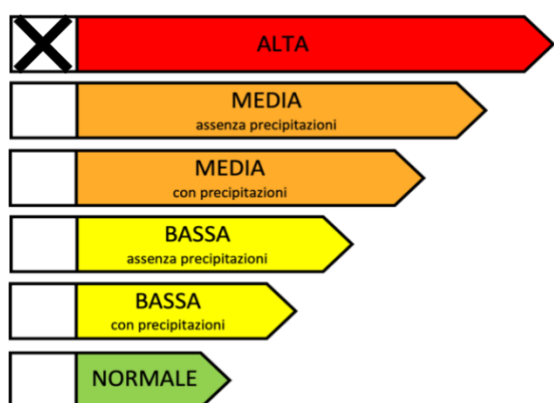 ALTA
MEDIA
assenza precipitazioni
MEDIA
con precipitazioni
BASSA
assenza precipitazioni
BASSA
con precipitazioni
NORMALE